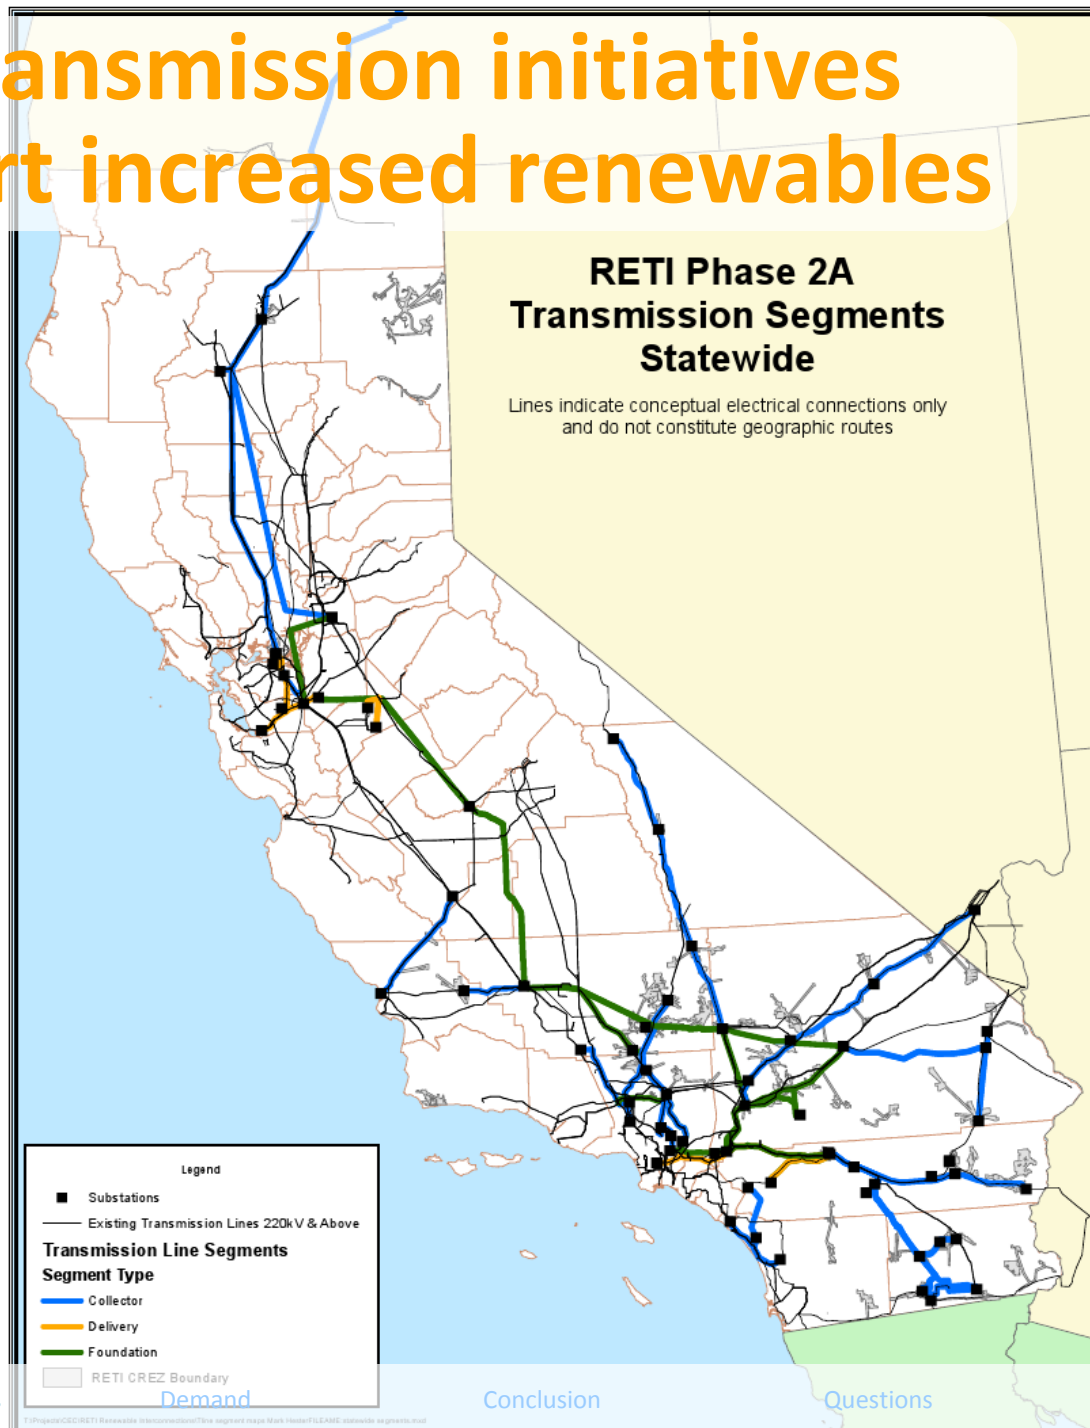 ansmission initiatives
rt increased renewables
RETI Phase 2A
Transmission Segments
Statewide
Lines indicate conceptual electrical connections only
and do not constitute geographic routes
Legend
Substations
Existing Transmission Lines 220kV & Above
Transmission Line Segments
Segment Type
Collector
Delivery
Foundation
RETI CREZ Boundary
Demand
Conclusion
Questions